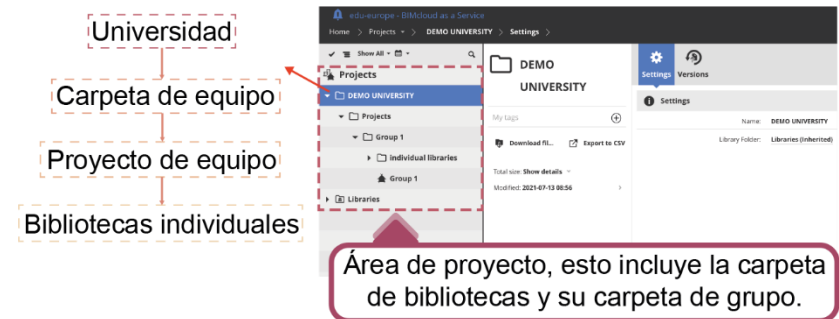 Universidad
Carpeta de equipo
Proyecto de equipo
Bibliotecas individuales
edu-europe - BIMcloud as a Service
Home > Projects > DEMO UNIVERSITY > Settings >
Show All
Projects
DEMO UNIVERSITY
Projects
Group 1
individual libraries
Group 1
Libraries
DEMO
UNIVERSITY
My tags
Download fil... Export to CSV
Total size: Show details
Modified: 2021-07-13 08:56
Settings Versions
Settings
Name: DEMO UNIVERSITY
Library Folder: Libraries (Inherited)
Área de proyecto, esto incluye la carpeta
de bibliotecas y su carpeta de grupo.